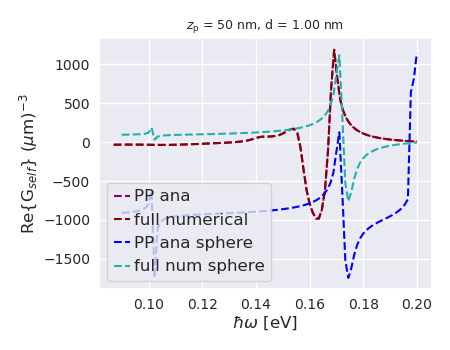 z_p = 50 nm, d = 1.00 nm
Re{G_self} (μm)^−3
1000
500
0
−500
−1000
−1500
PP ana
full numerical
PP ana sphere
full num sphere
0.10 0.12 0.14 0.16 0.18 0.20
ℏω [eV]